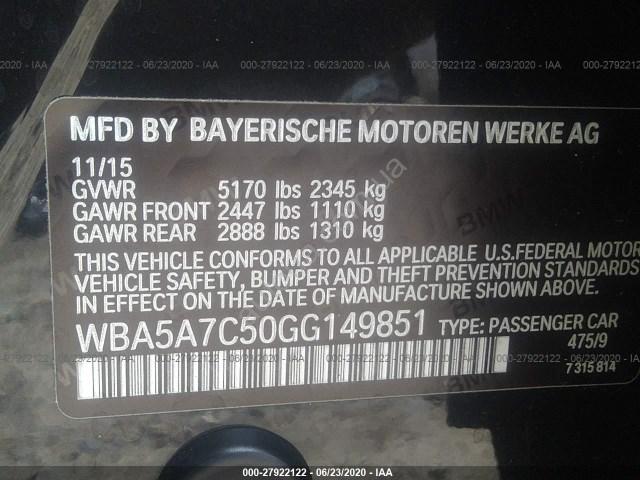 000-27922122 - 06/23/2020 - IAA
MFD BY BAYERISCHE MOTOREN WERKE AG
11/15
GVWR 5170 lbs 2345 kg
GAWR FRONT 2447 lbs 1110 kg
GAWR REAR 2888 lbs 1310 kg
THIS VEHICLE CONFORMS TO ALL APPLICABLE U.S.FEDERAL MOTOR
VEHICLE SAFETY, BUMPER AND THEFT PREVENTION STANDARDS
IN EFFECT ON THE DATE OF MANUFACTURE SHOWN ABOVE.
WBA5A7C50GG149851 TYPE: PASSENGER CAR
475/9
7315814
000-27922122 - 06/23/2020 - IAA